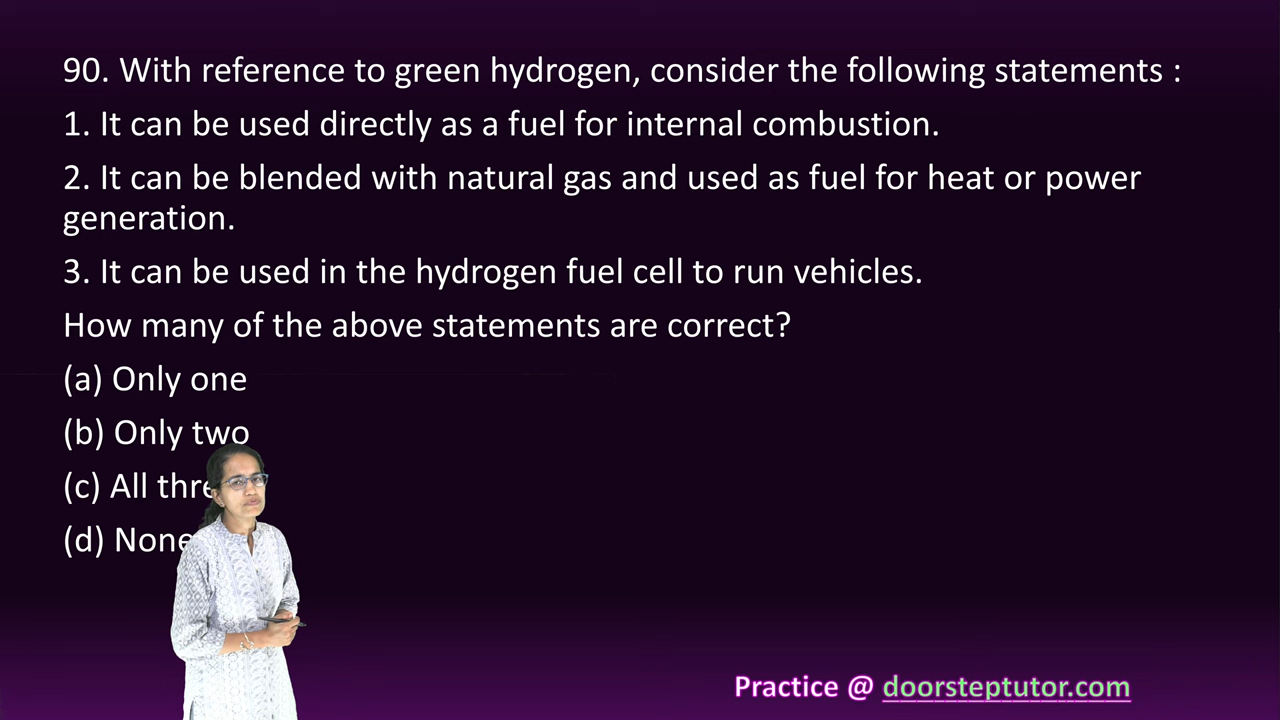 90. With reference to green hydrogen, consider the following statements :
1. It can be used directly as a fuel for internal combustion.
2. It can be blended with natural gas and used as fuel for heat or power
generation.
3. It can be used in the hydrogen fuel cell to run vehicles.
How many of the above statements are correct?
(a) Only one
(b) Only two
(c) All
(d) None
Practice @ doorsteptutor.com